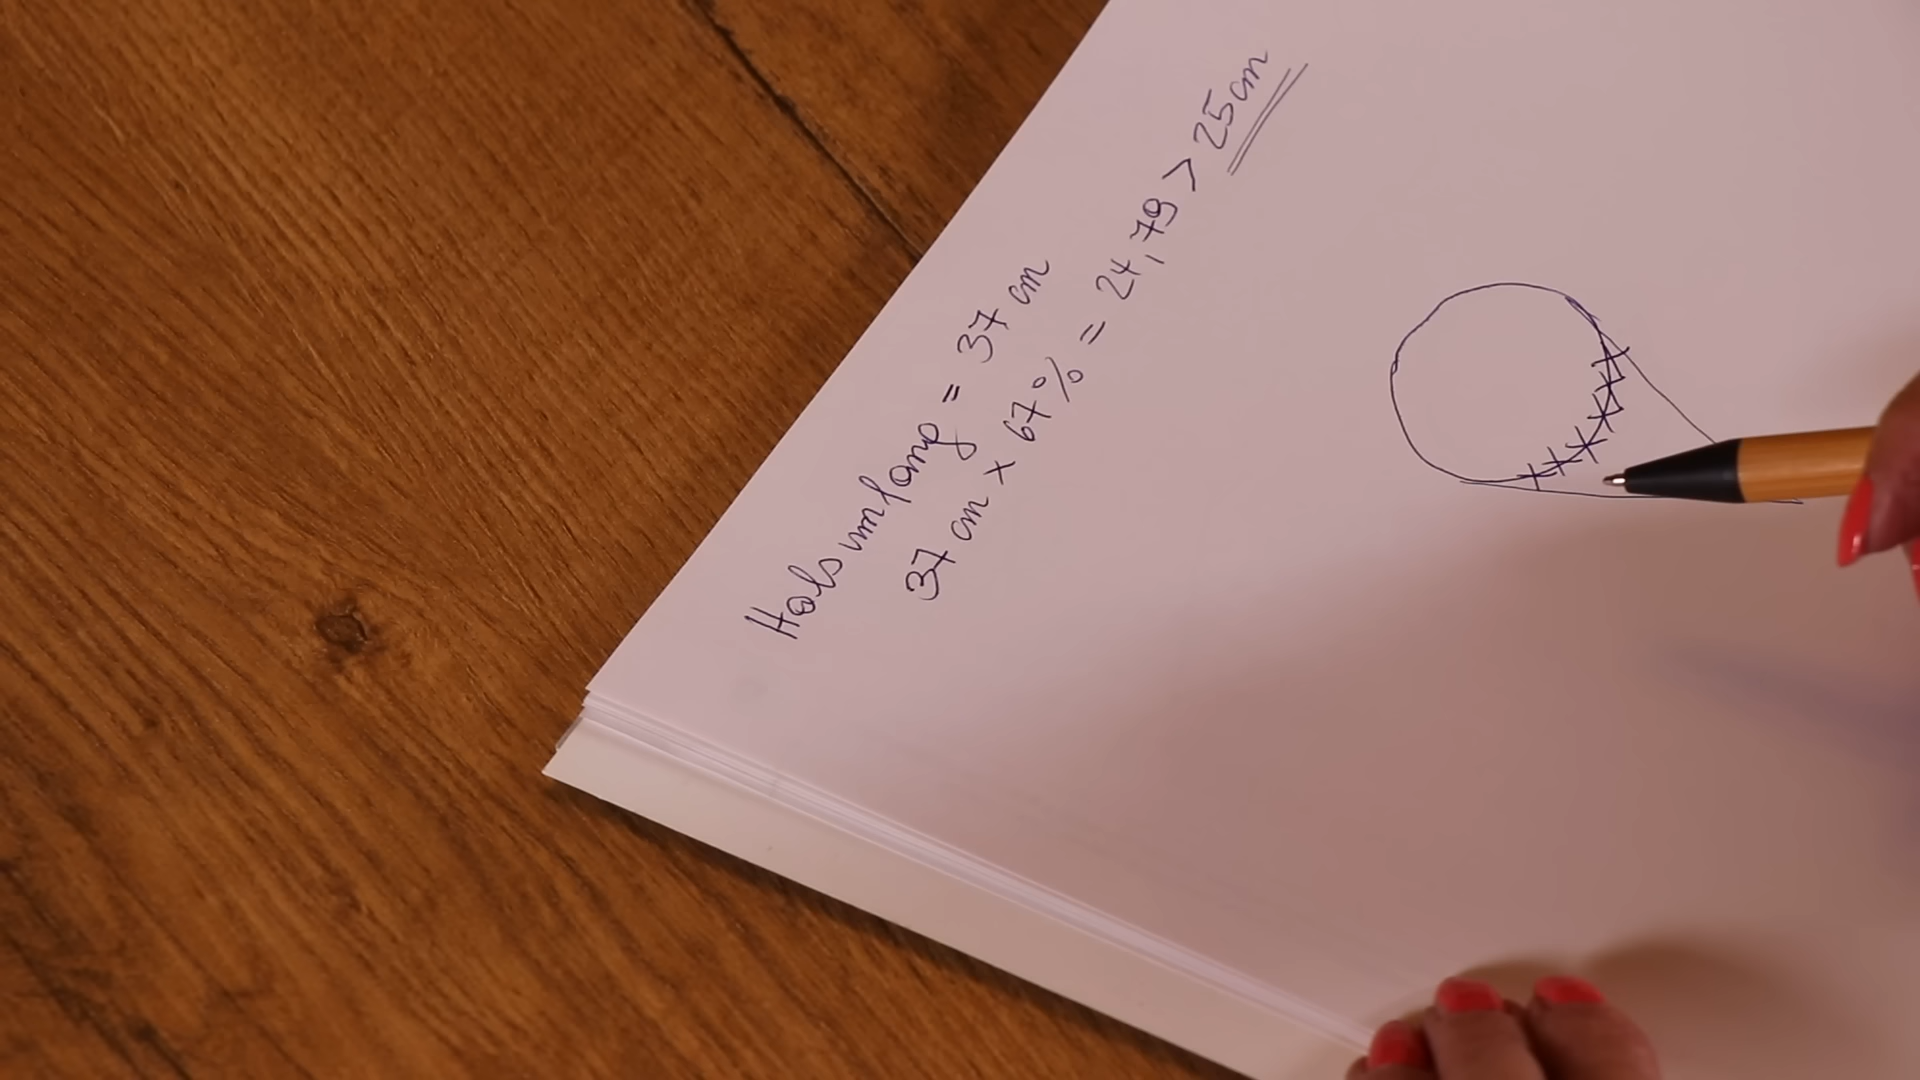 Halsumfang = 37 cm
37 cm x 67% = 24,79 > 25cm